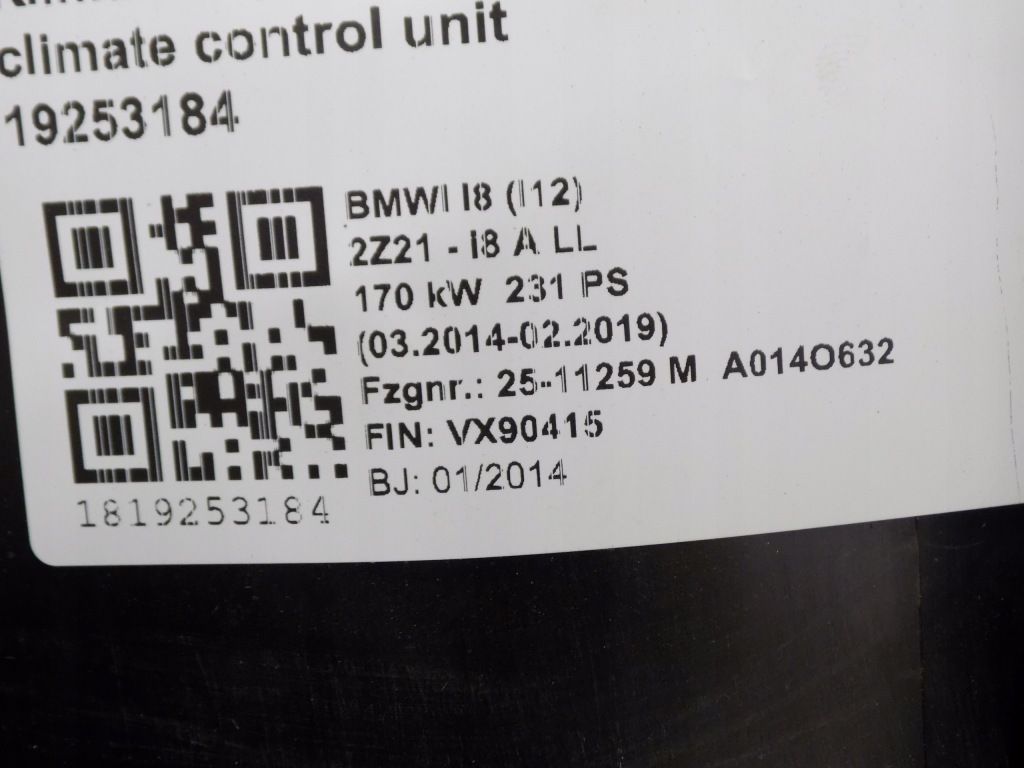 climate control unit
19253184
BMWI I8 (I12)
2Z21 - I8 A LL
170 kW 231 PS
(03.2014-02.2019)
Fzgnr.: 25-11259 M A014O632
FIN: VX90415
BJ: 01/2014
1819253184